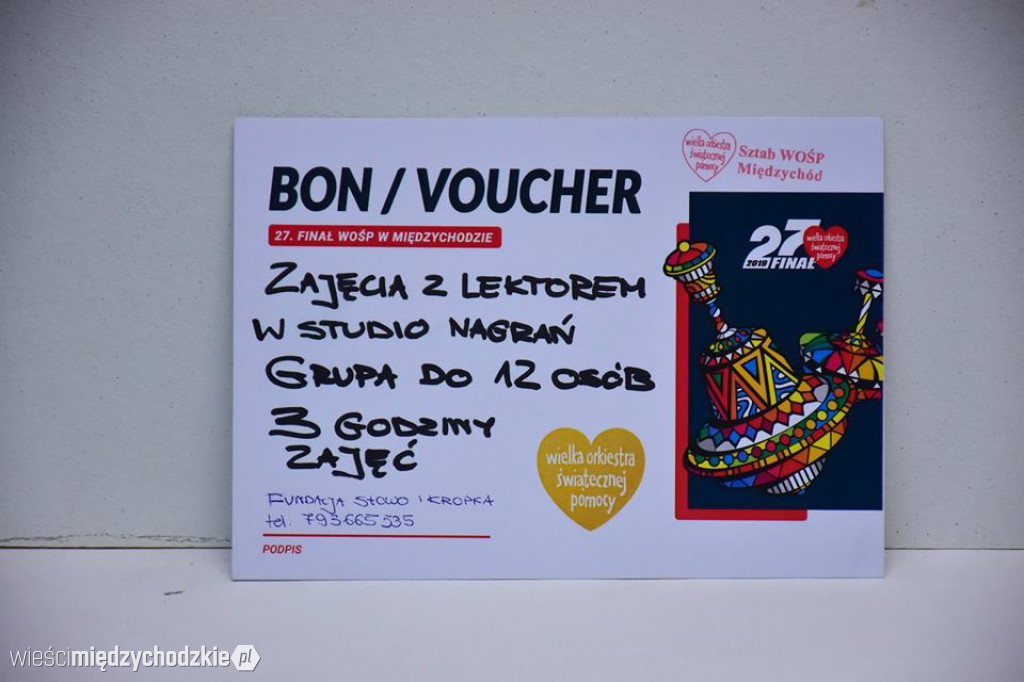 wielka orkiestra
świątecznej
pomocy
Sztab WOŚP
Międzychód
BON / VOUCHER
27. FINAŁ WOŚP W MIĘDZYCHODZIE
27
2019 FINAŁ
wielka orkiestra
świątecznej
pomocy
ZAJĘCIA Z LEKTOREM
W STUDIO NAGRAŃ
GRUPA DO 12 OSÓB
3 GODZINY
ZAJĘĆ
wielka orkiestra
świątecznej
pomocy
FUNDACJA SŁOWO I KROPKA
tel. 793665535
PODPIS
wieścimiędzychodzkie.pl